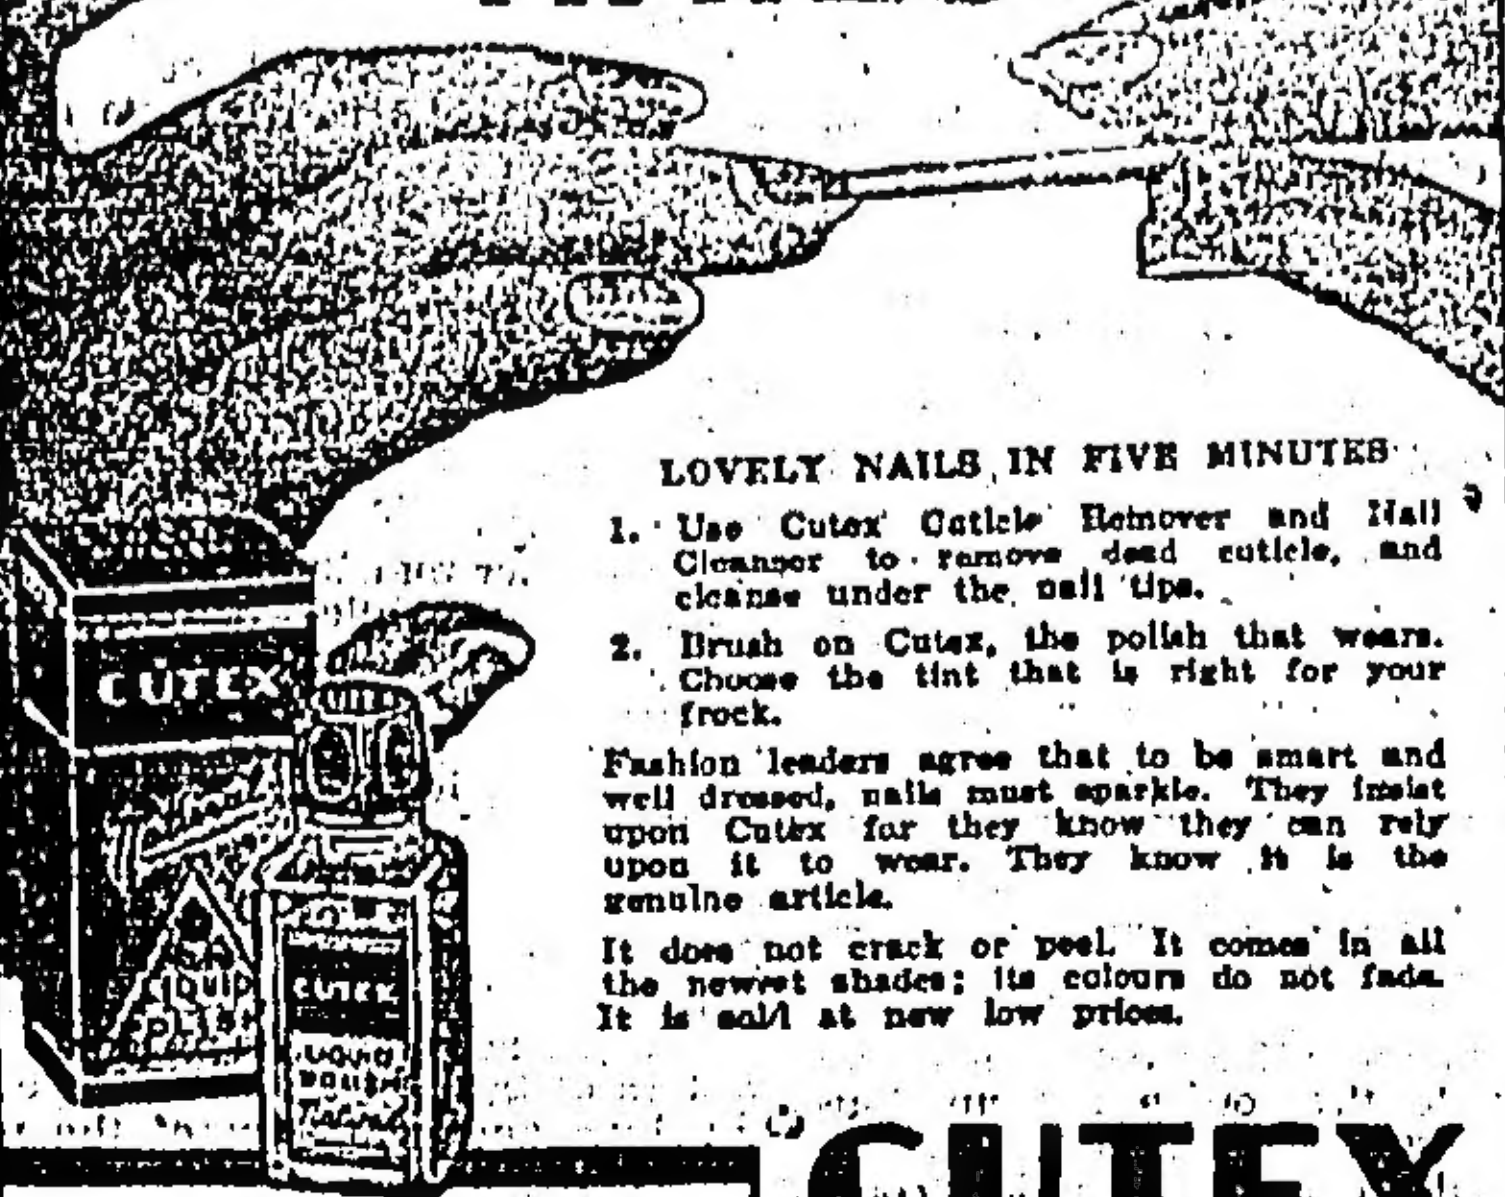 LOVELY NAILS IN FIVE MINUTES
1. Use Cutex Cuticle Remover and Nail
Cleanser to remove dead cuticle, and
cleanse under the nail tips.
2. Brush on Cutex, the polish that wears.
Choose the tint that is right for your
frock.
Fashion leaders agree that to be smart and
well dressed, nails must sparkle. They insist
upon Cutex for they know they can rely
upon it to wear. They know it is the
genuine article.
It does not crack or peel. It comes in all
the newest shades; its colours do not fade.
It is sold at new low prices.
CUTEX
LIQUID
POLISH
CUTEX
LIQUID
POLISH
Natural
CUTEX